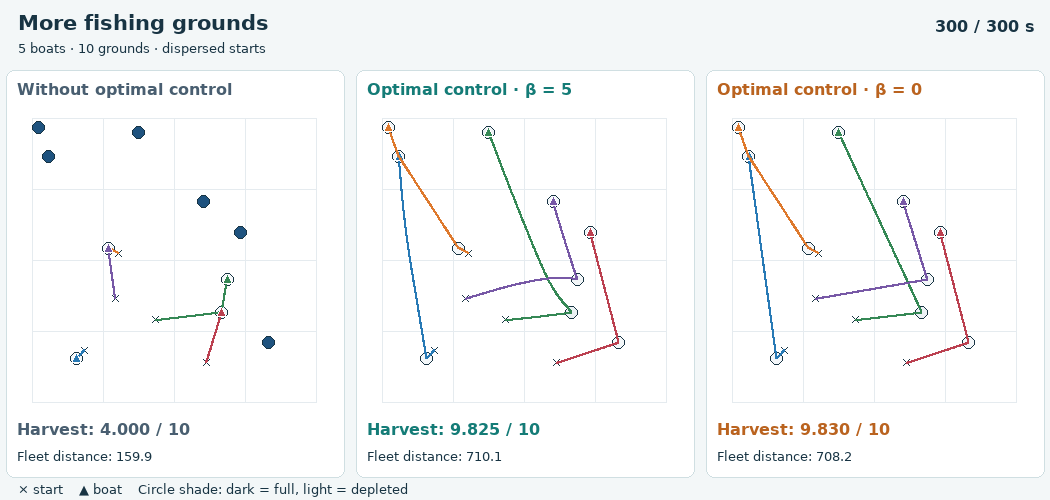 More fishing grounds
5 boats · 10 grounds · dispersed starts
300 / 300 s
Without optimal control
Harvest: 4.000 / 10
Fleet distance: 159.9
Optimal control · β = 5
Harvest: 9.825 / 10
Fleet distance: 710.1
Optimal control · β = 0
Harvest: 9.830 / 10
Fleet distance: 708.2
× start ▲ boat Circle shade: dark = full, light = depleted